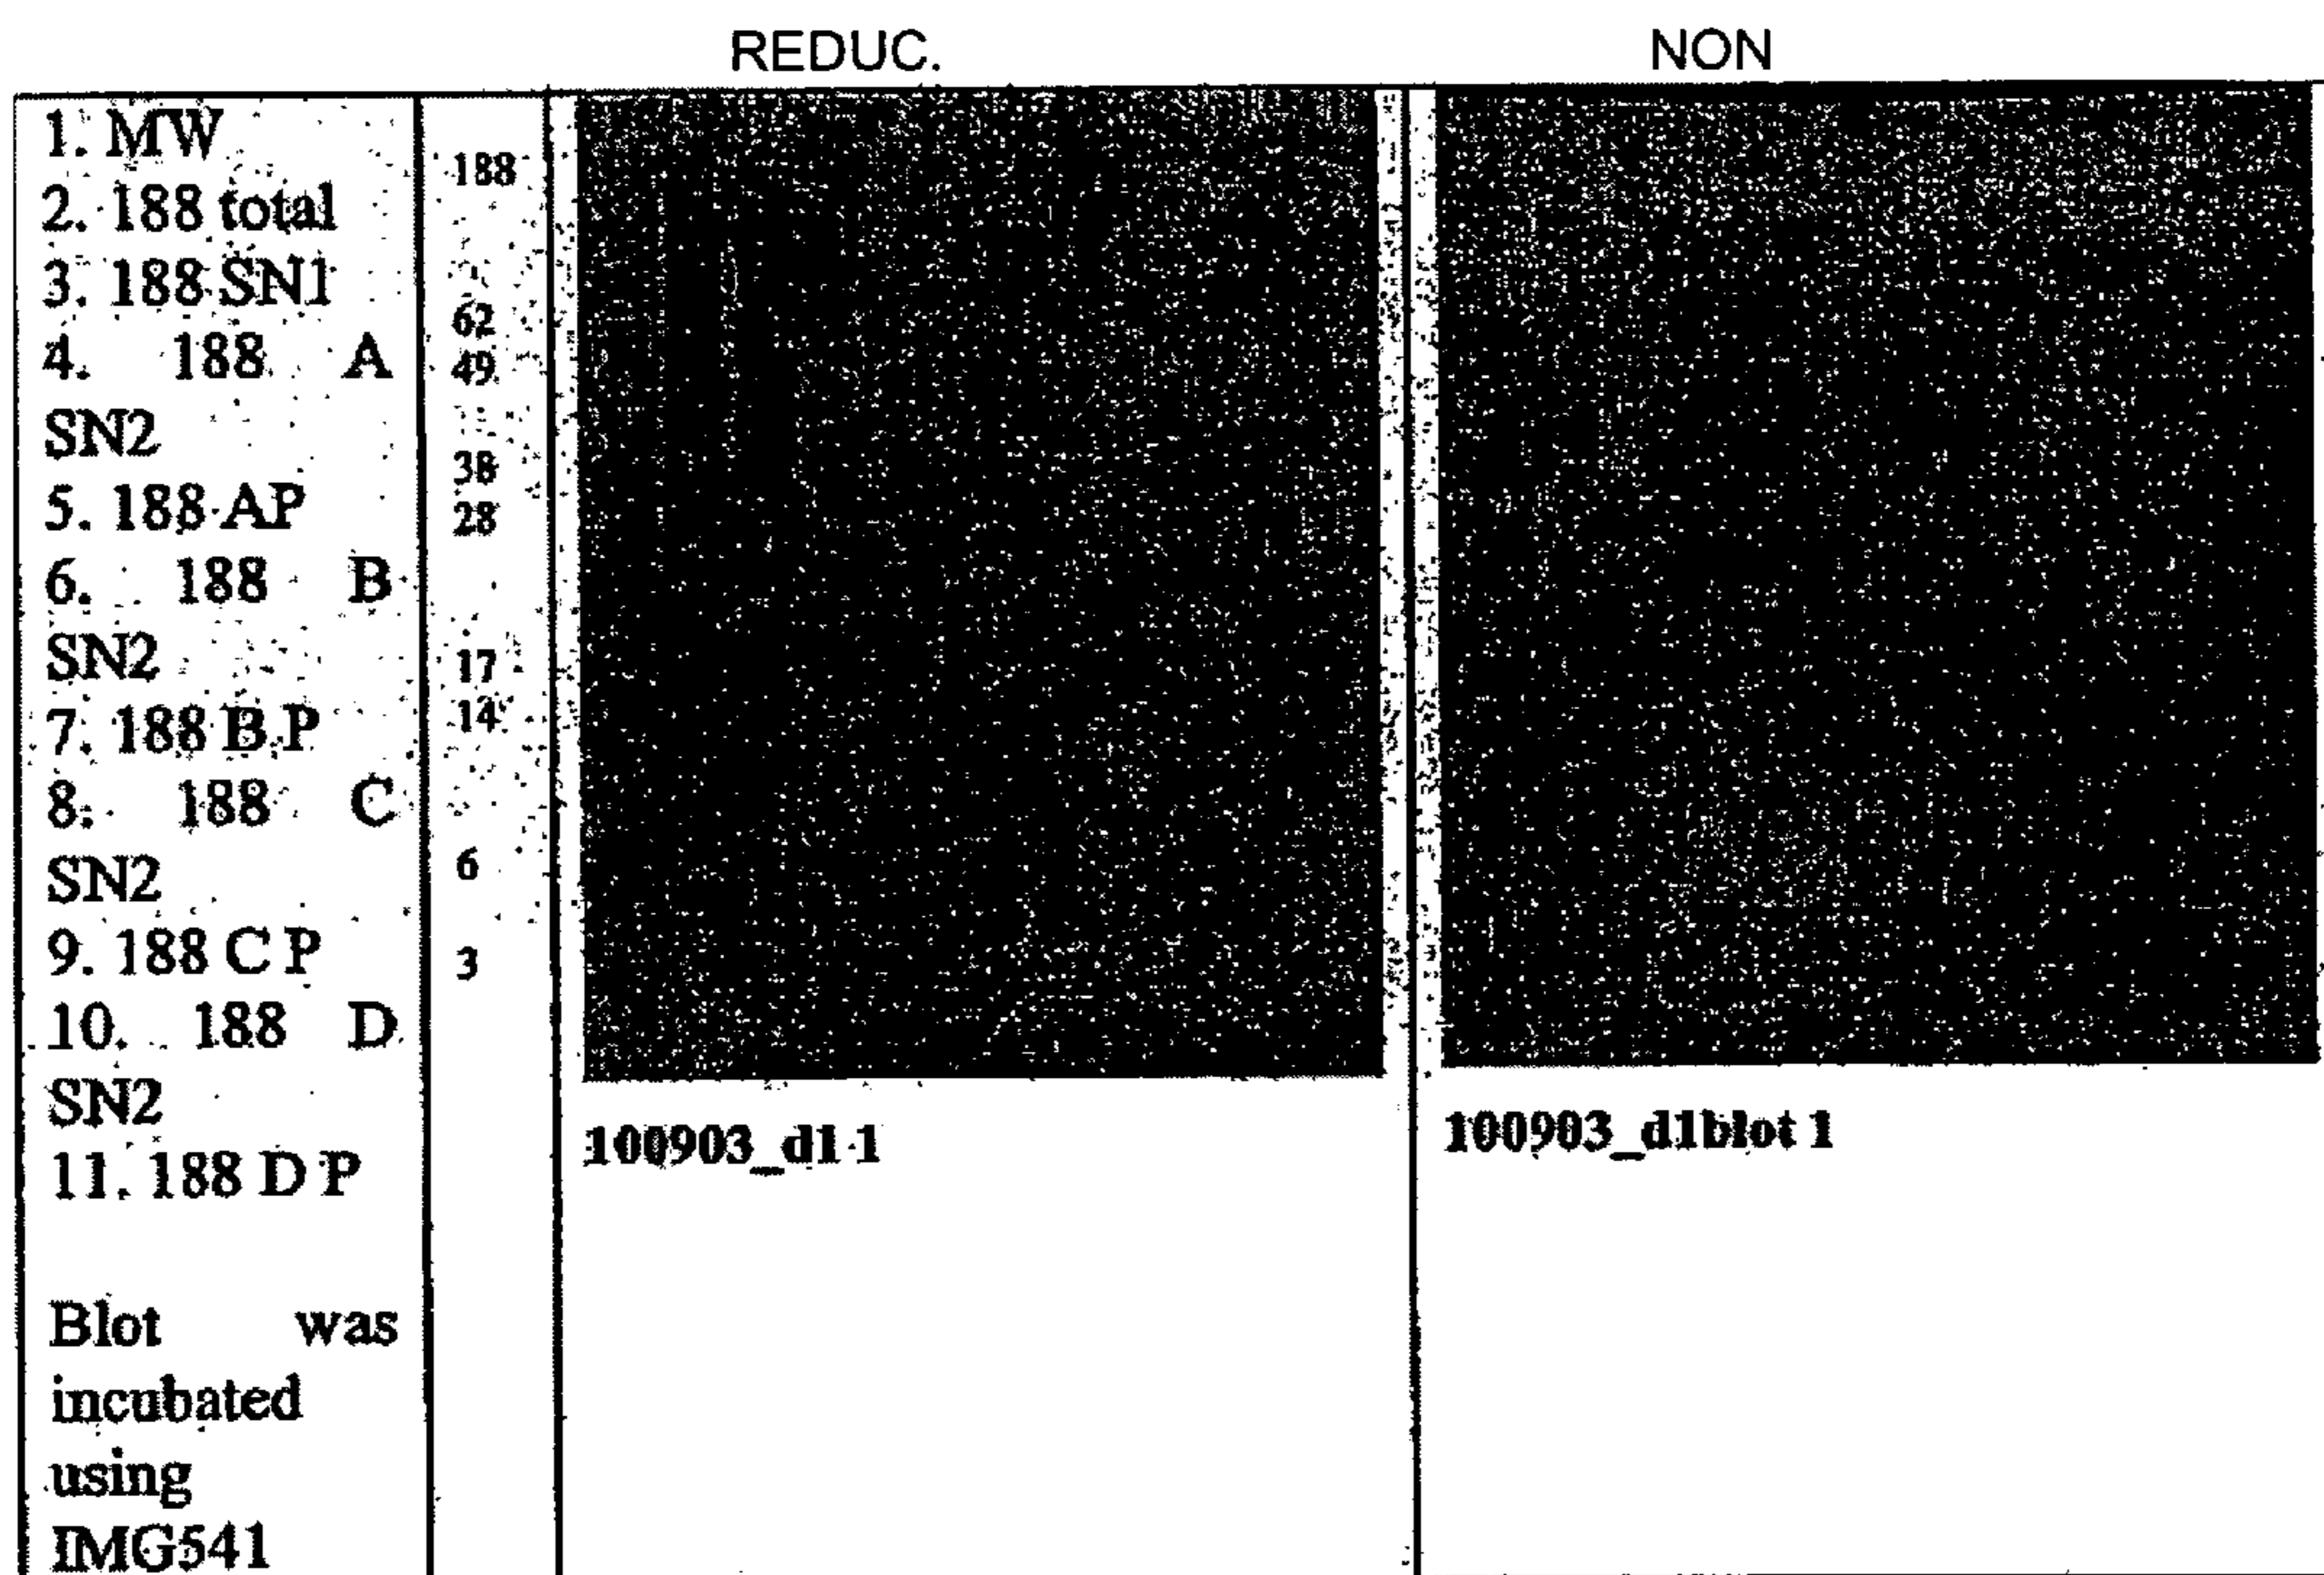 REDUC.
NON
1. MW
2. 188 total
3. 188 SN1
4. 188 A
SN2
5. 188 AP
6. 188 B
SN2
7. 188 B P
8. 188 C
SN2
9. 188 C P
10. 188 D
SN2
11. 188 D P
Blot was
incubated
using
IMG541
188
62
49
38
28
17
14
6
3
100903_d1 1
100903_d1blot 1